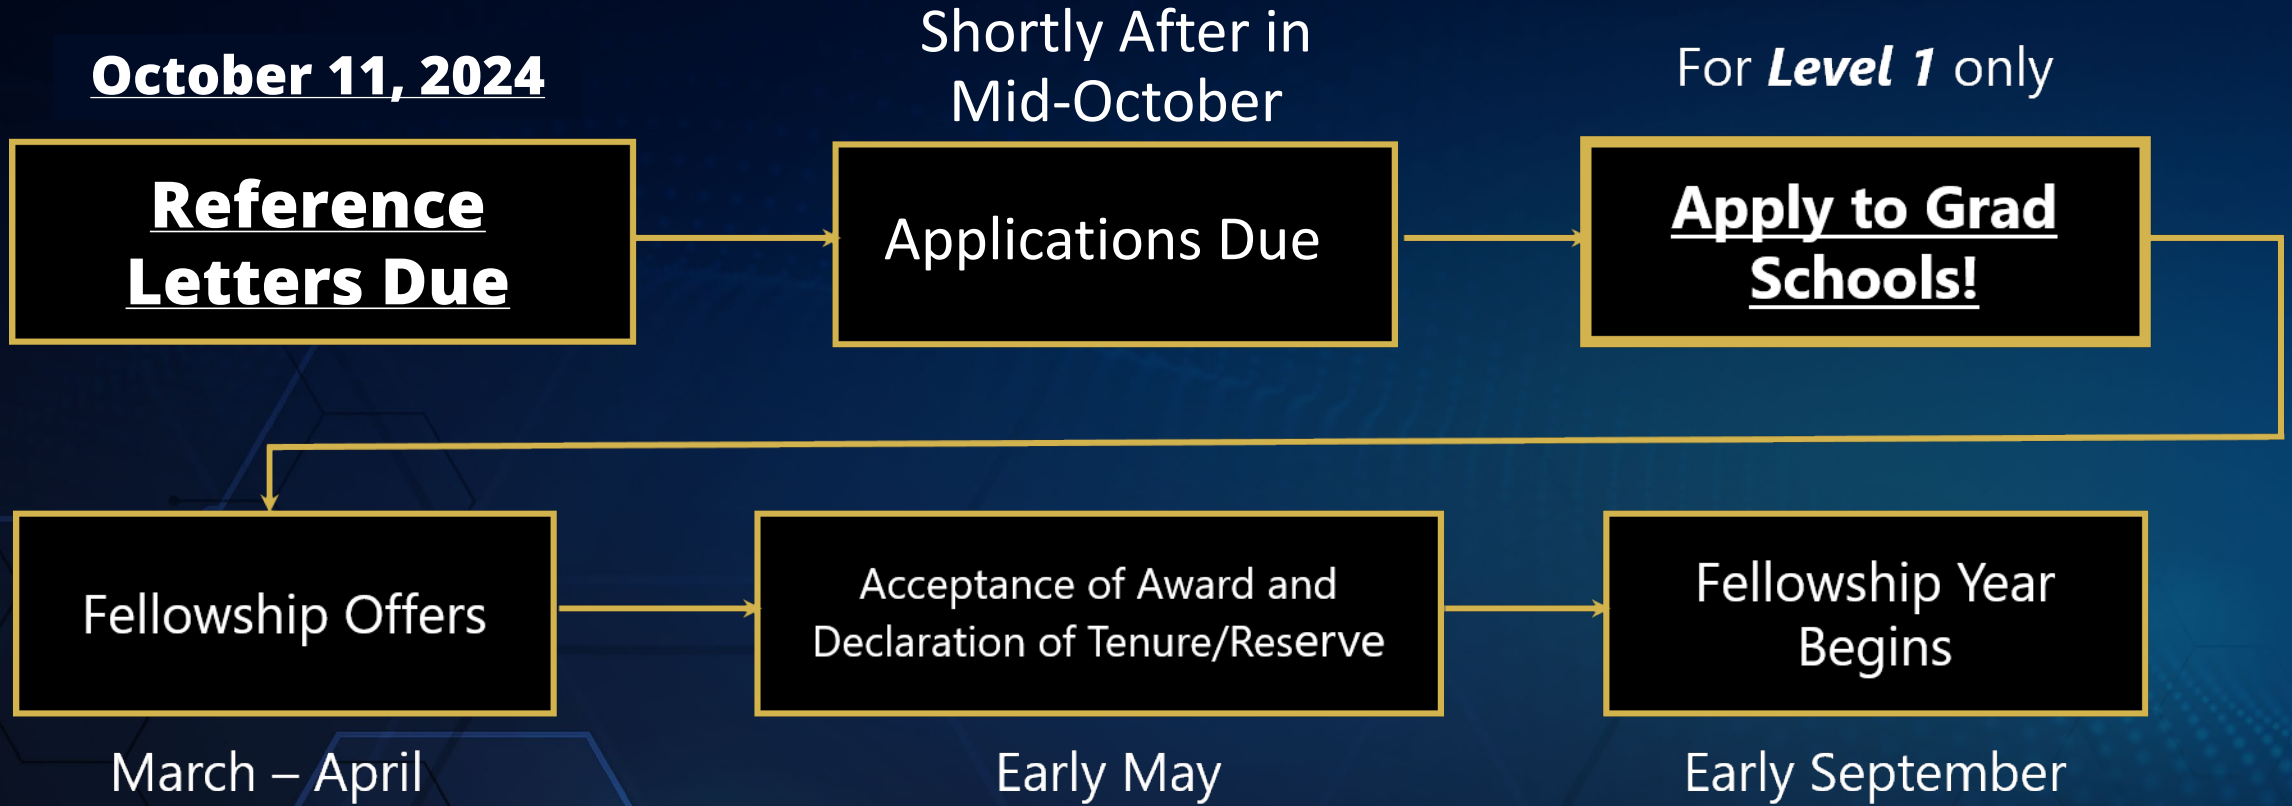 October 11, 2024
Shortly After in
Mid-October
For Level 1 only
Reference
Letters Due
Applications Due
Apply to Grad
Schools!
Fellowship Offers
Acceptance of Award and
Declaration of Tenure/Reserve
Fellowship Year
Begins
March – April
Early May
Early September